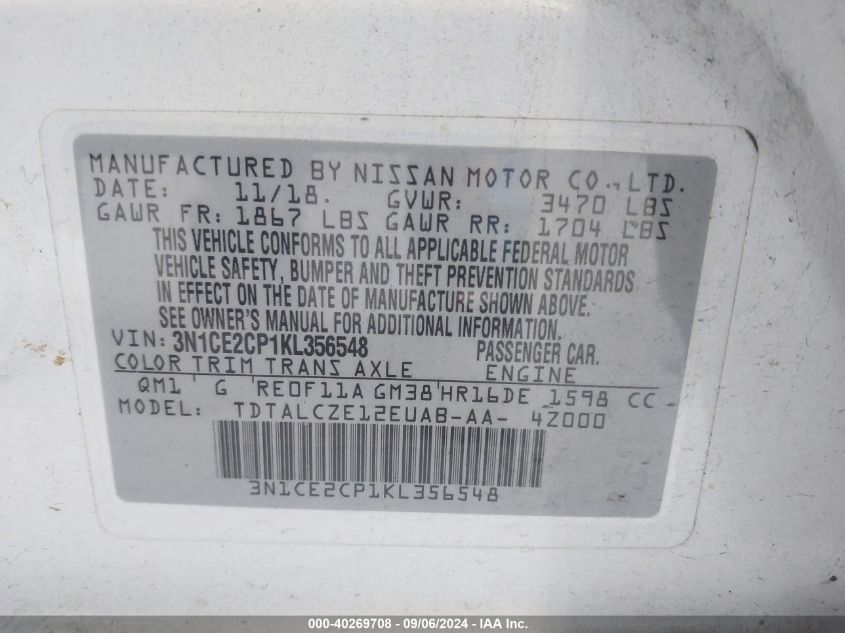 MANUFACTURED BY NISSAN MOTOR CO., LTD.
DATE: 11/18. GVWR: 3470 LBS
GAWR FR: 1867 LBS GAWR RR: 1704 LBS
THIS VEHICLE CONFORMS TO ALL APPLICABLE FEDERAL MOTOR
VEHICLE SAFETY, BUMPER AND THEFT PREVENTION STANDARDS
IN EFFECT ON THE DATE OF MANUFACTURE SHOWN ABOVE.
SEE OWNER'S MANUAL FOR ADDITIONAL INFORMATION.
VIN: 3N1CE2CP1KL356548 PASSENGER CAR.
COLOR TRIM TRANS AXLE ENGINE
QM1 G RE0F11A GM38 HR16DE 1598 CC
MODEL: TDTALCZE12EUAB-AA- 4Z000
3N1CE2CP1KL356548
000-40269708 - 09/06/2024 - IAA Inc.